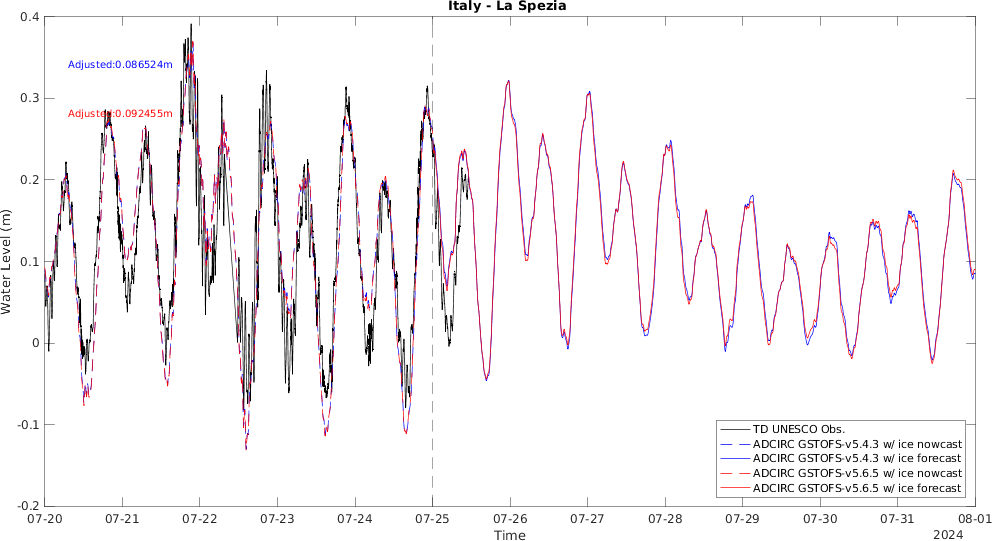 Italy - La Spezia
Adjusted:0.086524m
Adjusted:0.092455m
Water Level (m)
0.4
0.3
0.2
0.1
0
-0.1
-0.2
TD UNESCO Obs.
ADCIRC GSTOFS-v5.4.3 w/ ice nowcast
ADCIRC GSTOFS-v5.4.3 w/ ice forecast
ADCIRC GSTOFS-v5.6.5 w/ ice nowcast
ADCIRC GSTOFS-v5.6.5 w/ ice forecast
07-20 07-21 07-22 07-23 07-24 07-25 07-26 07-27 07-28 07-29 07-30 07-31 08-01
Time
2024